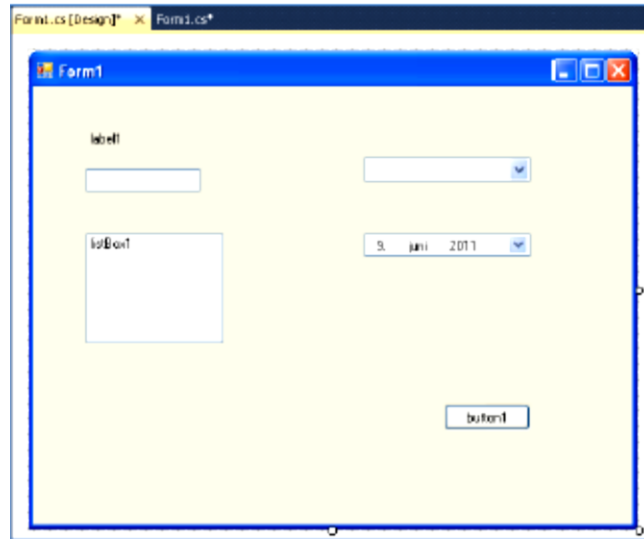 Form1.cs [Design]* Form1.cs*
Form1
label1
listBox1
9. juni 2011
button1